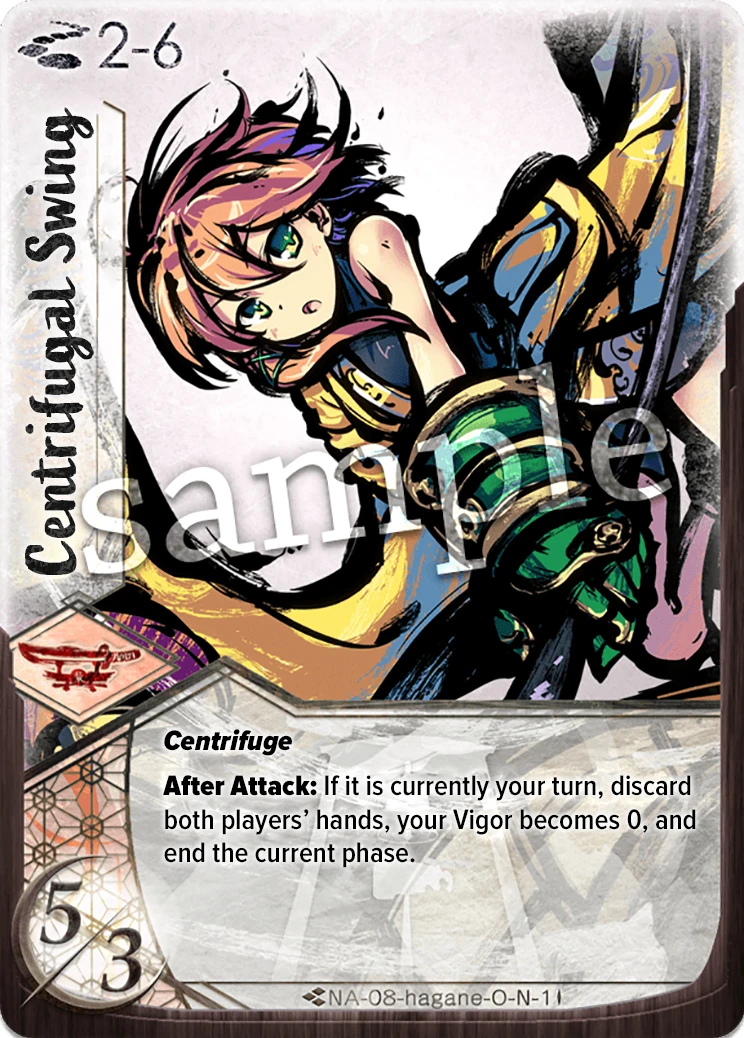 2-6
Centrifugal Swing
sample
Centrifuge
After Attack: If it is currently your turn, discard
both players' hands, your Vigor becomes 0, and
end the current phase.
5/3
NA-08-hagane-O-N-1